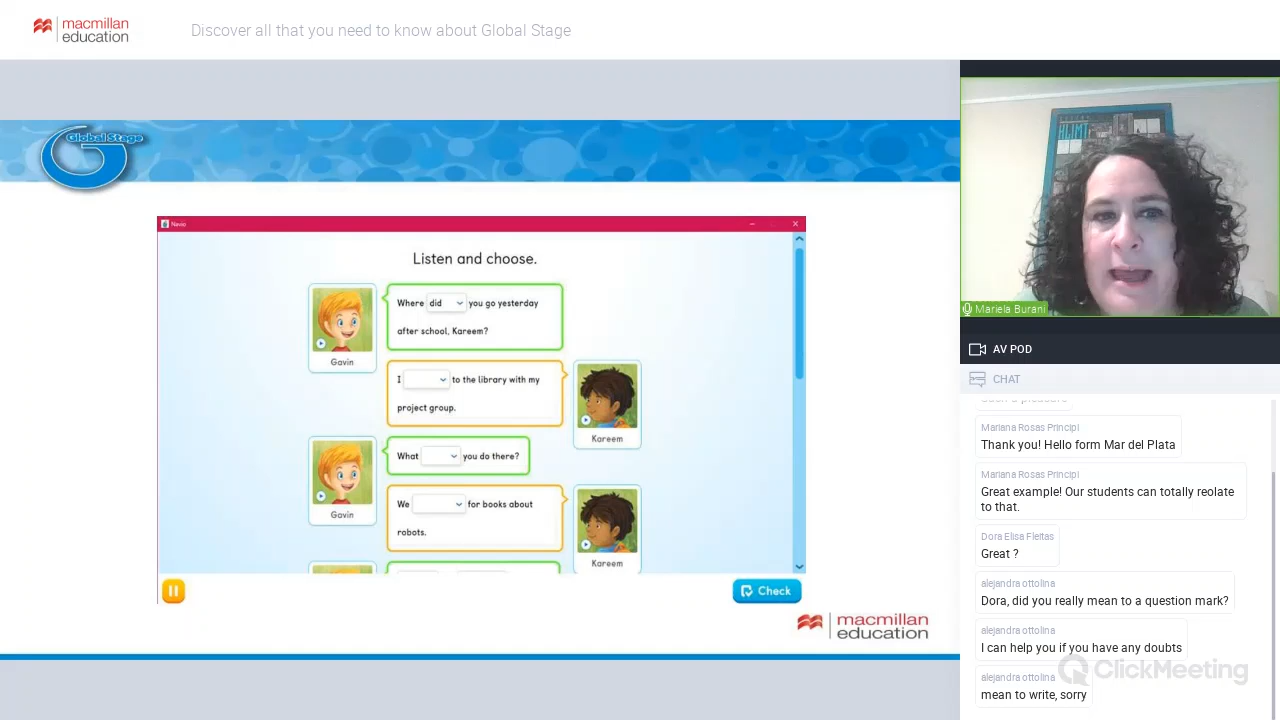 macmillan
education
Discover all that you need to know about Global Stage
Global Stage
Navio
Listen and choose.
Where did you go yesterday
after school, Kareem?
Gavin
I to the library with my
project group.
Kareem
What you do there?
Gavin
We for books about
robots.
Kareem
Check
macmillan
education
Mariela Burani
AV POD
CHAT
Such a pleasure
Mariana Rosas Principi
Thank you! Hello form Mar del Plata
Mariana Rosas Principi
Great example! Our students can totally reolate
to that.
Dora Elisa Fleitas
Great ?
alejandra ottolina
Dora, did you really mean to a question mark?
alejandra ottolina
I can help you if you have any doubts
alejandra ottolina
mean to write, sorry
ClickMeeting